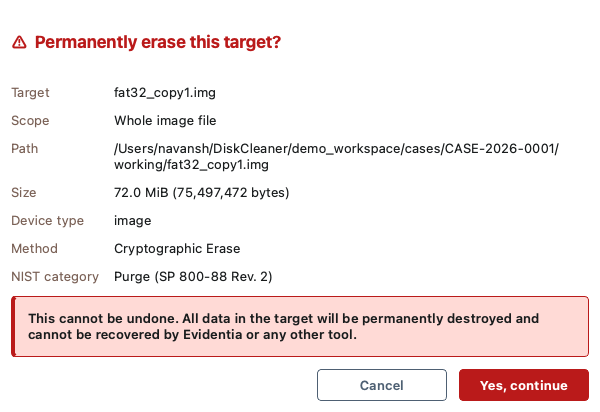 Permanently erase this target?
Target fat32_copy1.img
Scope Whole image file
Path /Users/navansh/DiskCleaner/demo_workspace/cases/CASE-2026-0001/
working/fat32_copy1.img
Size 72.0 MiB (75,497,472 bytes)
Device type image
Method Cryptographic Erase
NIST category Purge (SP 800-88 Rev. 2)
This cannot be undone. All data in the target will be permanently destroyed and
cannot be recovered by Evidentia or any other tool.
Cancel Yes, continue